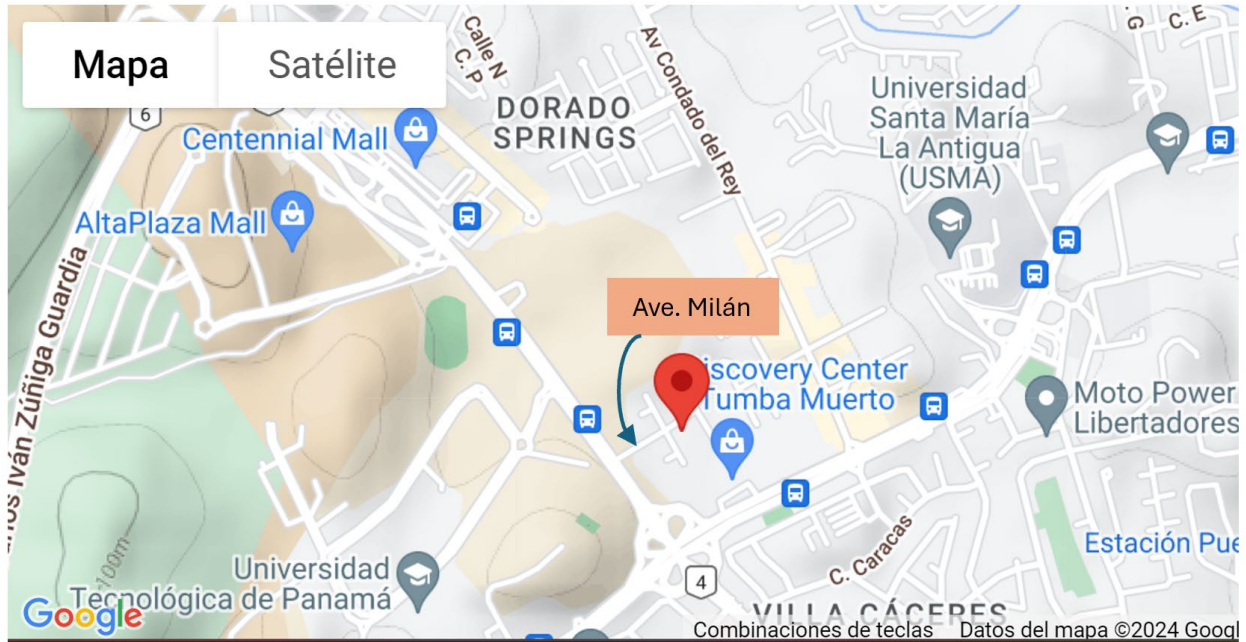 Mapa
Satélite
Calle N
C. P
G
C. E
6
Centennial Mall
DORADO
SPRINGS
Av Condado del Rey
Universidad
Santa María
La Antigua
(USMA)
AltaPlaza Mall
Iván Zúñiga Guardia
Ave. Milán
iscovery Center
Tumba Muerto
Moto Power
Libertadores
100m
Universidad
Tecnológica de Panamá
4
C. Caracas
Estación Pue
VILLA CÁCERES
Google
Combinaciones de teclas
Datos del mapa ©2024 Googl